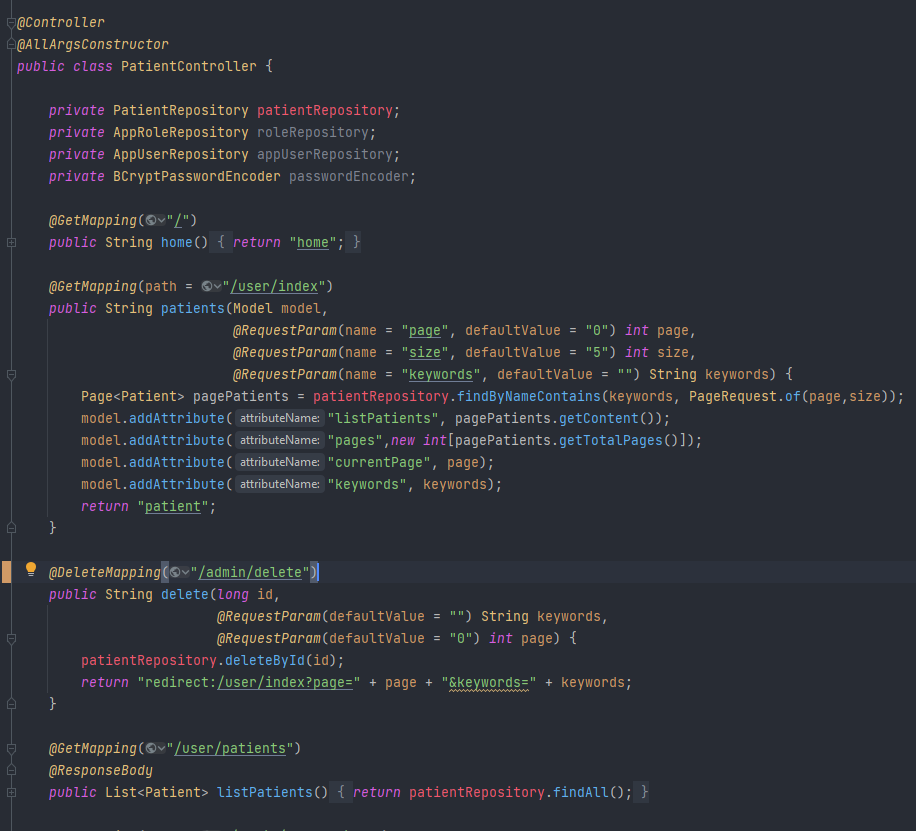 @Controller
@AllArgsConstructor
public class PatientController {
private PatientRepository patientRepository;
private AppRoleRepository roleRepository;
private AppUserRepository appUserRepository;
private BCryptPasswordEncoder passwordEncoder;
@GetMapping("/")
public String home() { return "home"; }
@GetMapping(path = "/user/index")
public String patients(Model model,
@RequestParam(name = "page", defaultValue = "0") int page,
@RequestParam(name = "size", defaultValue = "5") int size,
@RequestParam(name = "keywords", defaultValue = "") String keywords) {
Page<Patient> pagePatients = patientRepository.findByNameContains(keywords, PageRequest.of(page,size));
model.addAttribute( attributeName: "listPatients", pagePatients.getContent());
model.addAttribute( attributeName: "pages",new int[pagePatients.getTotalPages()]);
model.addAttribute( attributeName: "currentPage", page);
model.addAttribute( attributeName: "keywords", keywords);
return "patient";
}
@DeleteMapping("/admin/delete")
public String delete(long id,
@RequestParam(defaultValue = "") String keywords,
@RequestParam(defaultValue = "0") int page) {
patientRepository.deleteById(id);
return "redirect:/user/index?page=" + page + "&keywords=" + keywords;
}
@GetMapping("/user/patients")
@ResponseBody
public List<Patient> listPatients() { return patientRepository.findAll(); }